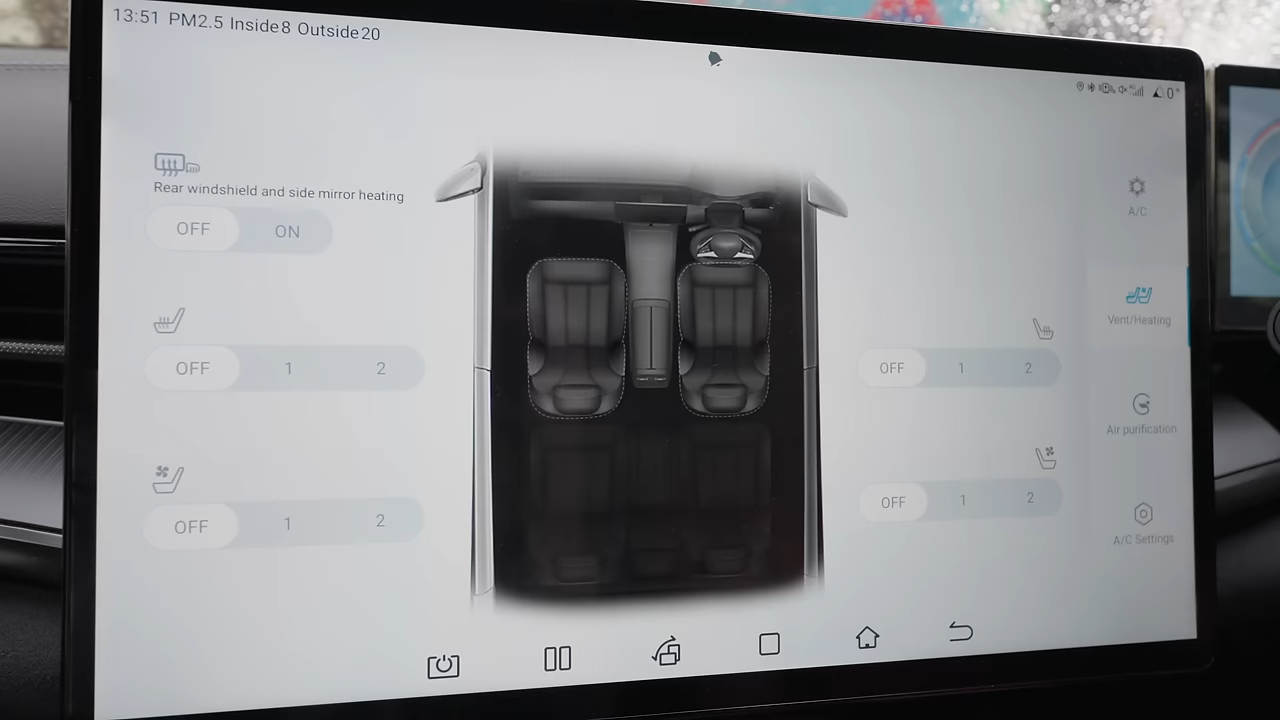 13:51 PM2.5 Inside8 Outside20
0°
Rear windshield and side mirror heating
OFF ON
OFF 1 2
OFF 1 2
OFF 1 2
OFF 1 2
A/C
Vent/Heating
Air purification
A/C Settings